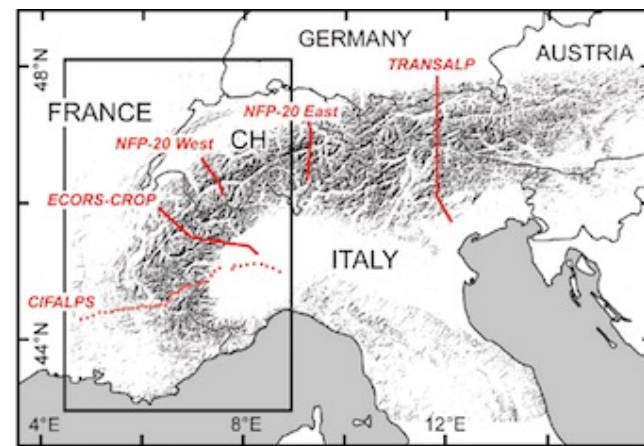 GERMANY
AUSTRIA
48°N
TRANSALP
FRANCE
NFP-20 East
CH
NFP-20 West
ECORS-CROP
ITALY
CIFALPS
44°N
4°E
8°E
12°E